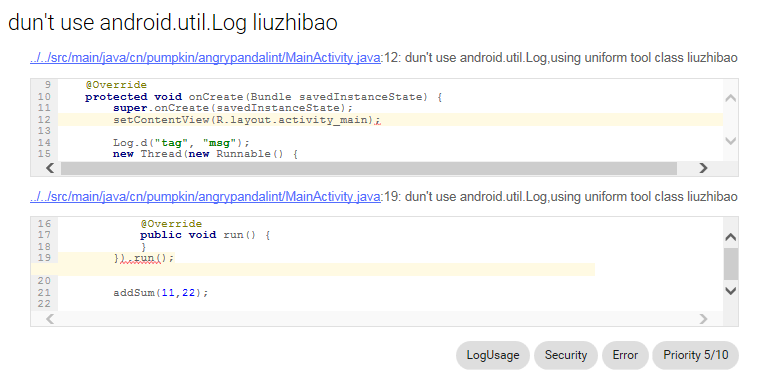 dun't use android.util.Log liuzhibao
../../src/main/java/cn/pumpkin/angrypandalint/MainActivity.java:12: dun't use android.util.Log,using uniform tool class liuzhibao
9 @Override
10 protected void onCreate(Bundle savedInstanceState) {
11 super.onCreate(savedInstanceState);
12 setContentView(R.layout.activity_main);
13
14 Log.d("tag", "msg");
15 new Thread(new Runnable() {
../../src/main/java/cn/pumpkin/angrypandalint/MainActivity.java:19: dun't use android.util.Log,using uniform tool class liuzhibao
16 @Override
17 public void run() {
18 }
19 }).run();
20
21 addSum(11,22);
22
LogUsage Security Error Priority 5/10